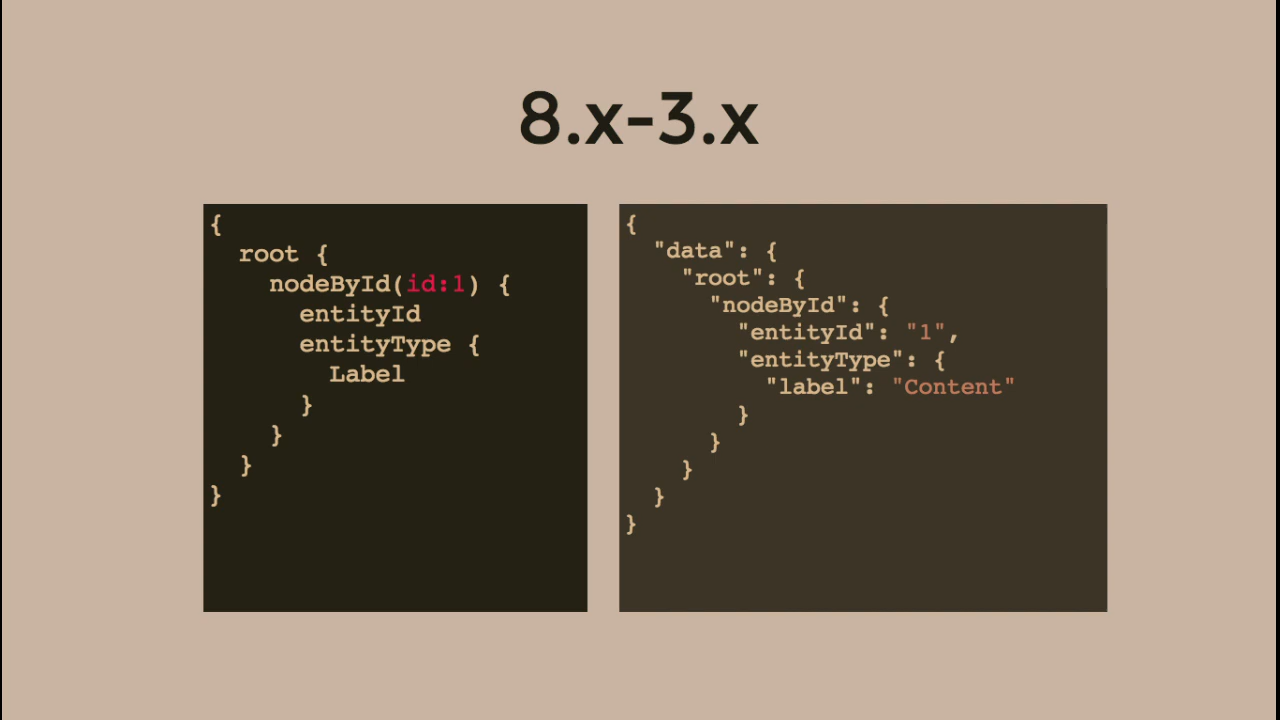 8.x-3.x
{
  root {
    nodeById(id:1) {
      entityId
      entityType {
        Label
      }
    }
  }
}
{
  "data": {
    "root": {
      "nodeById": {
        "entityId": "1",
        "entityType": {
          "label": "Content"
        }
      }
    }
  }
}